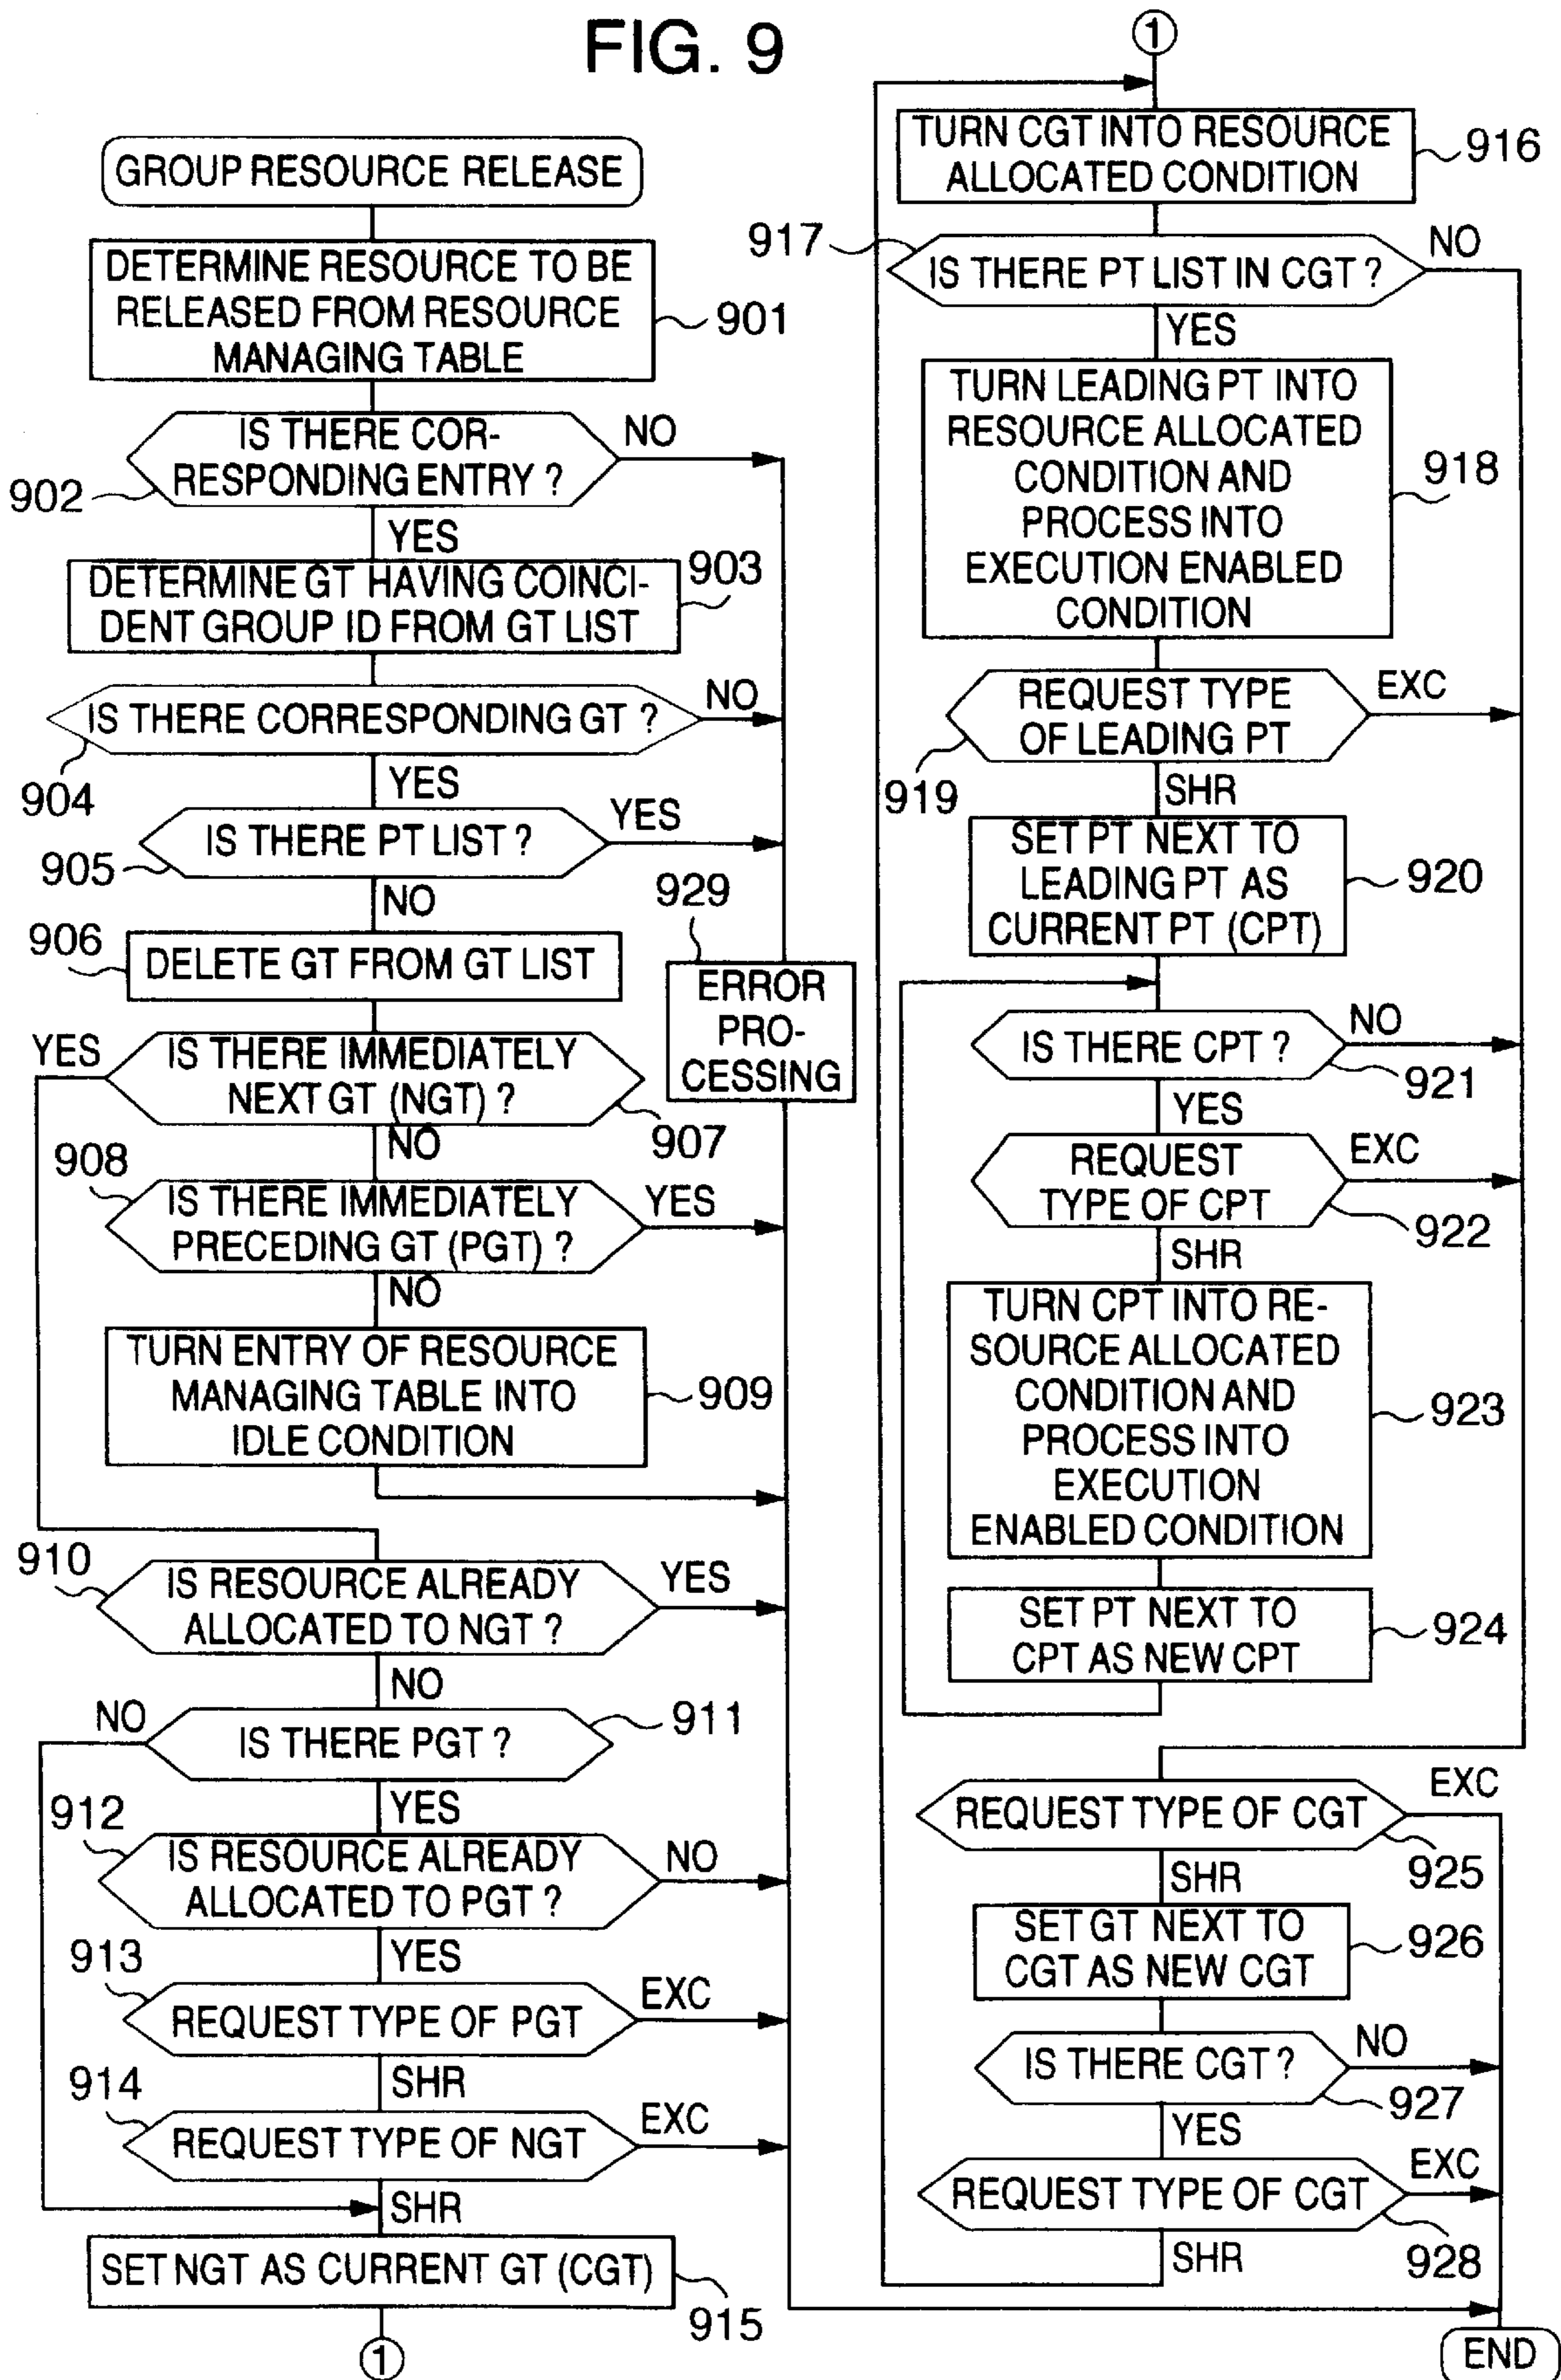 FIG. 9
GROUP RESOURCE RELEASE
DETERMINE RESOURCE TO BE
RELEASED FROM RESOURCE
MANAGING TABLE
901
IS THERE COR-
RESPONDING ENTRY ?
NO
902
YES
DETERMINE GT HAVING COINCI-
DENT GROUP ID FROM GT LIST
903
IS THERE CORRESPONDING GT ?
NO
904
YES
IS THERE PT LIST ?
YES
905
NO
906
DELETE GT FROM GT LIST
929
ERROR
PRO-
CESSING
YES
IS THERE IMMEDIATELY
NEXT GT (NGT) ?
907
NO
908
IS THERE IMMEDIATELY
PRECEDING GT (PGT) ?
YES
NO
TURN ENTRY OF RESOURCE
MANAGING TABLE INTO
IDLE CONDITION
909
910
IS RESOURCE ALREADY
ALLOCATED TO NGT ?
YES
NO
NO
IS THERE PGT ?
911
YES
912
IS RESOURCE ALREADY
ALLOCATED TO PGT ?
NO
YES
913
REQUEST TYPE OF PGT
EXC
SHR
914
REQUEST TYPE OF NGT
EXC
SHR
SET NGT AS CURRENT GT (CGT)
915
1
1
TURN CGT INTO RESOURCE
ALLOCATED CONDITION
916
917
IS THERE PT LIST IN CGT ?
NO
YES
TURN LEADING PT INTO
RESOURCE ALLOCATED
CONDITION AND
PROCESS INTO
EXECUTION ENABLED
CONDITION
918
REQUEST TYPE
OF LEADING PT
EXC
919
SHR
SET PT NEXT TO
LEADING PT AS
CURRENT PT (CPT)
920
IS THERE CPT ?
NO
921
YES
REQUEST
TYPE OF CPT
EXC
922
SHR
TURN CPT INTO RE-
SOURCE ALLOCATED
CONDITION AND
PROCESS INTO
EXECUTION
ENABLED CONDITION
923
SET PT NEXT TO
CPT AS NEW CPT
924
REQUEST TYPE OF CGT
EXC
925
SHR
SET GT NEXT TO
CGT AS NEW CGT
926
IS THERE CGT ?
NO
927
YES
REQUEST TYPE OF CGT
EXC
928
SHR
END